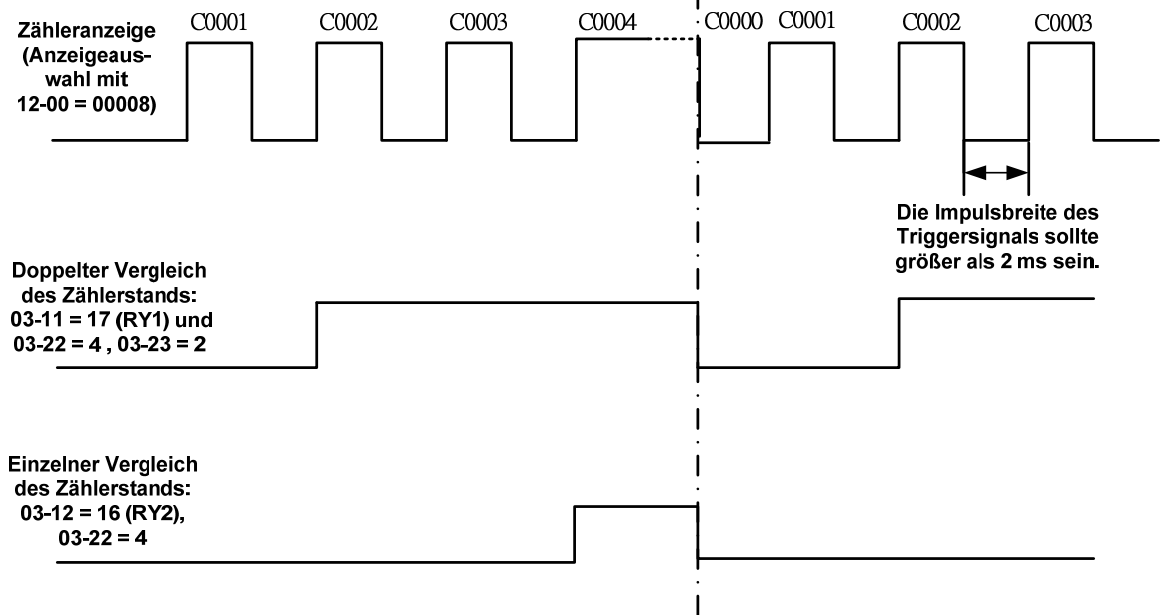 Zähleranzeige
(Anzeigeaus-
wahl mit
12-00 = 00008)
C0001
C0002
C0003
C0004
C0000
C0001
C0002
C0003
Die Impulsbreite des
Triggersignals sollte
größer als 2 ms sein.
Doppelter Vergleich
des Zählerstands:
03-11 = 17 (RY1) und
03-22 = 4 , 03-23 = 2
Einzelner Vergleich
des Zählerstands:
03-12 = 16 (RY2),
03-22 = 4